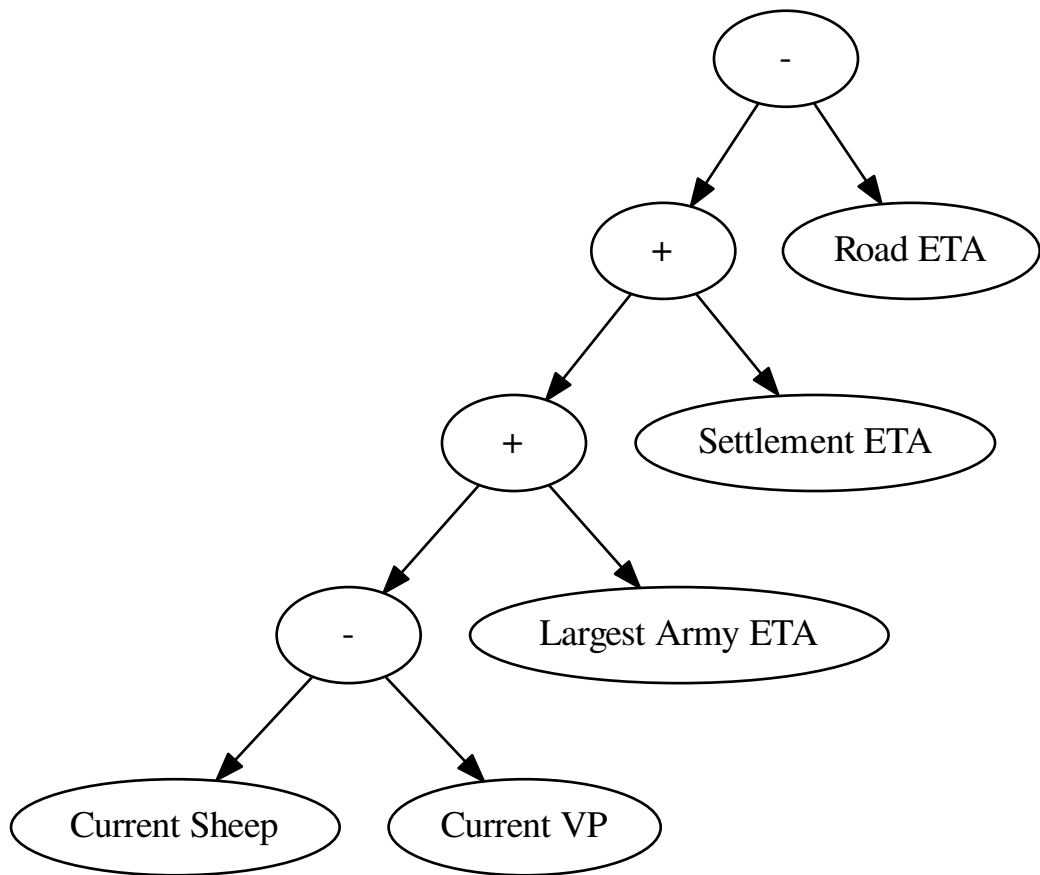 -
+
Road ETA
+
Settlement ETA
-
Largest Army ETA
Current Sheep
Current VP